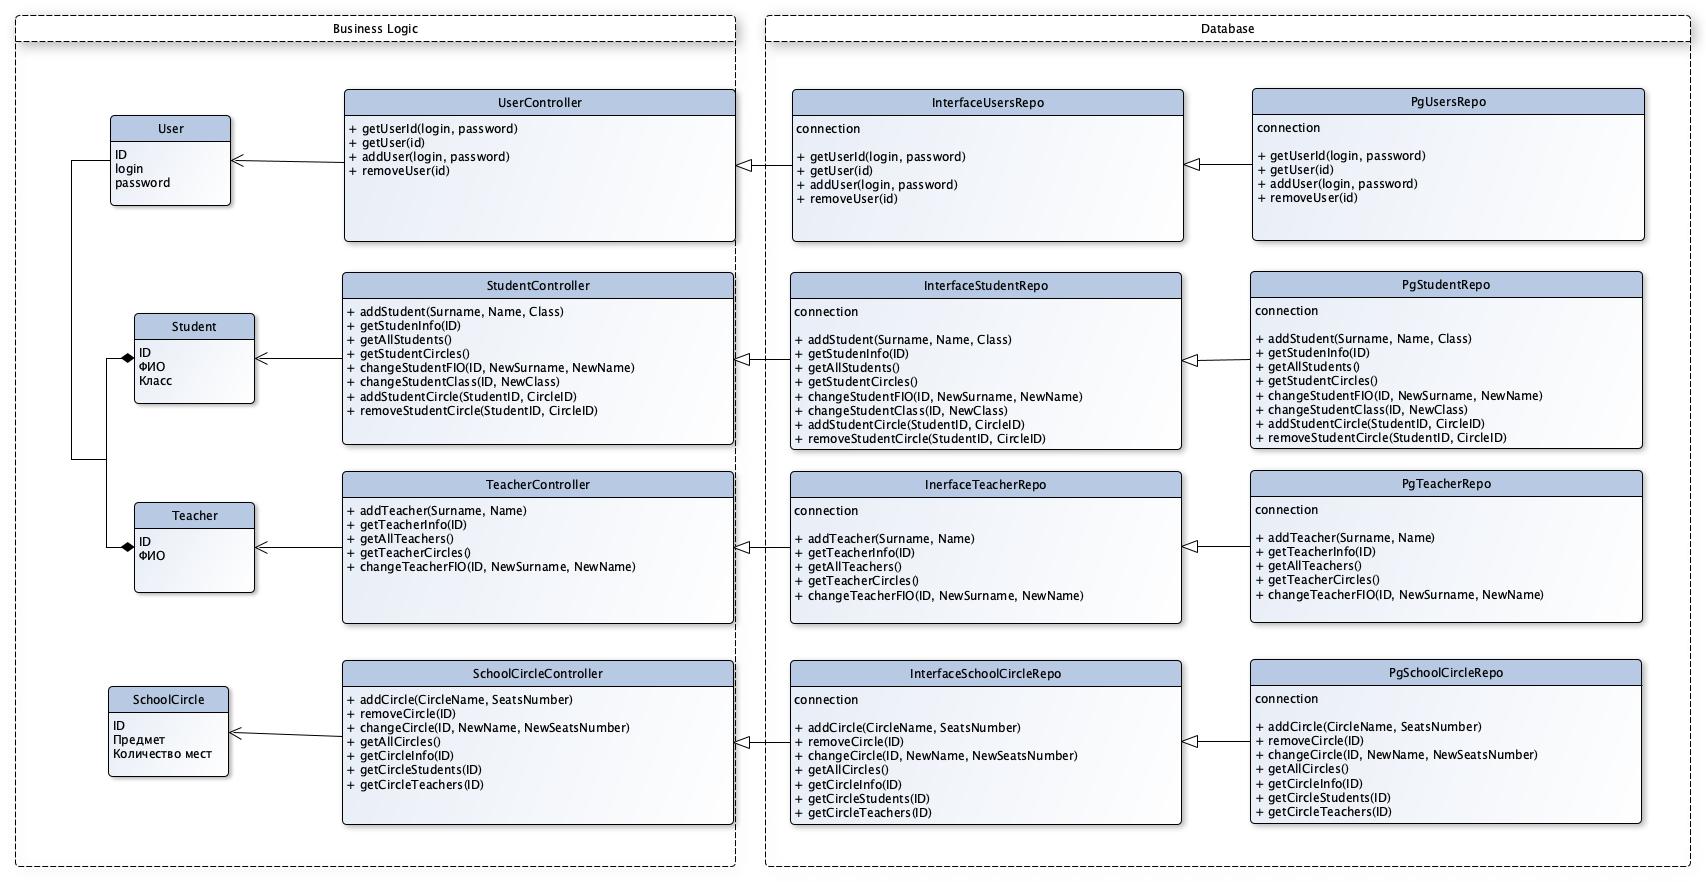 Business Logic
Database
User
ID
login
password
UserController
+ getUserId(login, password)
+ getUser(id)
+ addUser(login, password)
+ removeUser(id)
InterfaceUsersRepo
connection
+ getUserId(login, password)
+ getUser(id)
+ addUser(login, password)
+ removeUser(id)
PgUsersRepo
connection
+ getUserId(login, password)
+ getUser(id)
+ addUser(login, password)
+ removeUser(id)
Student
ID
ФИО
Класс
StudentController
+ addStudent(Surname, Name, Class)
+ getStudenInfo(ID)
+ getAllStudents()
+ getStudentCircles()
+ changeStudentFIO(ID, NewSurname, NewName)
+ changeStudentClass(ID, NewClass)
+ addStudentCircle(StudentID, CircleID)
+ removeStudentCircle(StudentID, CircleID)
InterfaceStudentRepo
connection
+ addStudent(Surname, Name, Class)
+ getStudenInfo(ID)
+ getAllStudents()
+ getStudentCircles()
+ changeStudentFIO(ID, NewSurname, NewName)
+ changeStudentClass(ID, NewClass)
+ addStudentCircle(StudentID, CircleID)
+ removeStudentCircle(StudentID, CircleID)
PgStudentRepo
connection
+ addStudent(Surname, Name, Class)
+ getStudenInfo(ID)
+ getAllStudents()
+ getStudentCircles()
+ changeStudentFIO(ID, NewSurname, NewName)
+ changeStudentClass(ID, NewClass)
+ addStudentCircle(StudentID, CircleID)
+ removeStudentCircle(StudentID, CircleID)
Teacher
ID
ФИО
TeacherController
+ addTeacher(Surname, Name)
+ getTeacherInfo(ID)
+ getAllTeachers()
+ getTeacherCircles()
+ changeTeacherFIO(ID, NewSurname, NewName)
InerfaceTeacherRepo
connection
+ addTeacher(Surname, Name)
+ getTeacherInfo(ID)
+ getAllTeachers()
+ getTeacherCircles()
+ changeTeacherFIO(ID, NewSurname, NewName)
PgTeacherRepo
connection
+ addTeacher(Surname, Name)
+ getTeacherInfo(ID)
+ getAllTeachers()
+ getTeacherCircles()
+ changeTeacherFIO(ID, NewSurname, NewName)
SchoolCircle
ID
Предмет
Количество мест
SchoolCircleController
+ addCircle(CircleName, SeatsNumber)
+ removeCircle(ID)
+ changeCircle(ID, NewName, NewSeatsNumber)
+ getAllCircles()
+ getCircleInfo(ID)
+ getCircleStudents(ID)
+ getCircleTeachers(ID)
InterfaceSchoolCircleRepo
connection
+ addCircle(CircleName, SeatsNumber)
+ removeCircle(ID)
+ changeCircle(ID, NewName, NewSeatsNumber)
+ getAllCircles()
+ getCircleInfo(ID)
+ getCircleStudents(ID)
+ getCircleTeachers(ID)
PgSchoolCircleRepo
connection
+ addCircle(CircleName, SeatsNumber)
+ removeCircle(ID)
+ changeCircle(ID, NewName, NewSeatsNumber)
+ getAllCircles()
+ getCircleInfo(ID)
+ getCircleStudents(ID)
+ getCircleTeachers(ID)